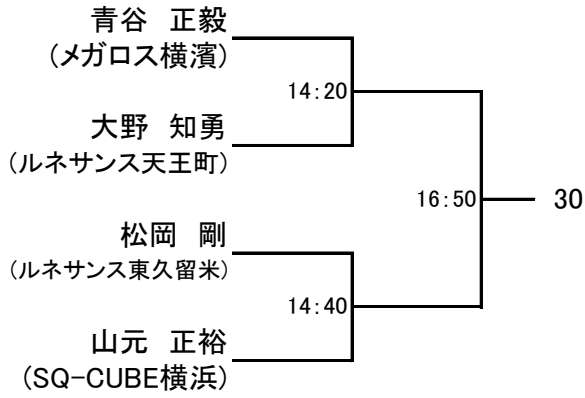 青谷　正毅
(メガロス横濱)
14:20
大野　知勇
(ルネサンス天王町)
16:50
30
松岡　剛
(ルネサンス東久留米)
14:40
山元　正裕
(SQ-CUBE横浜)